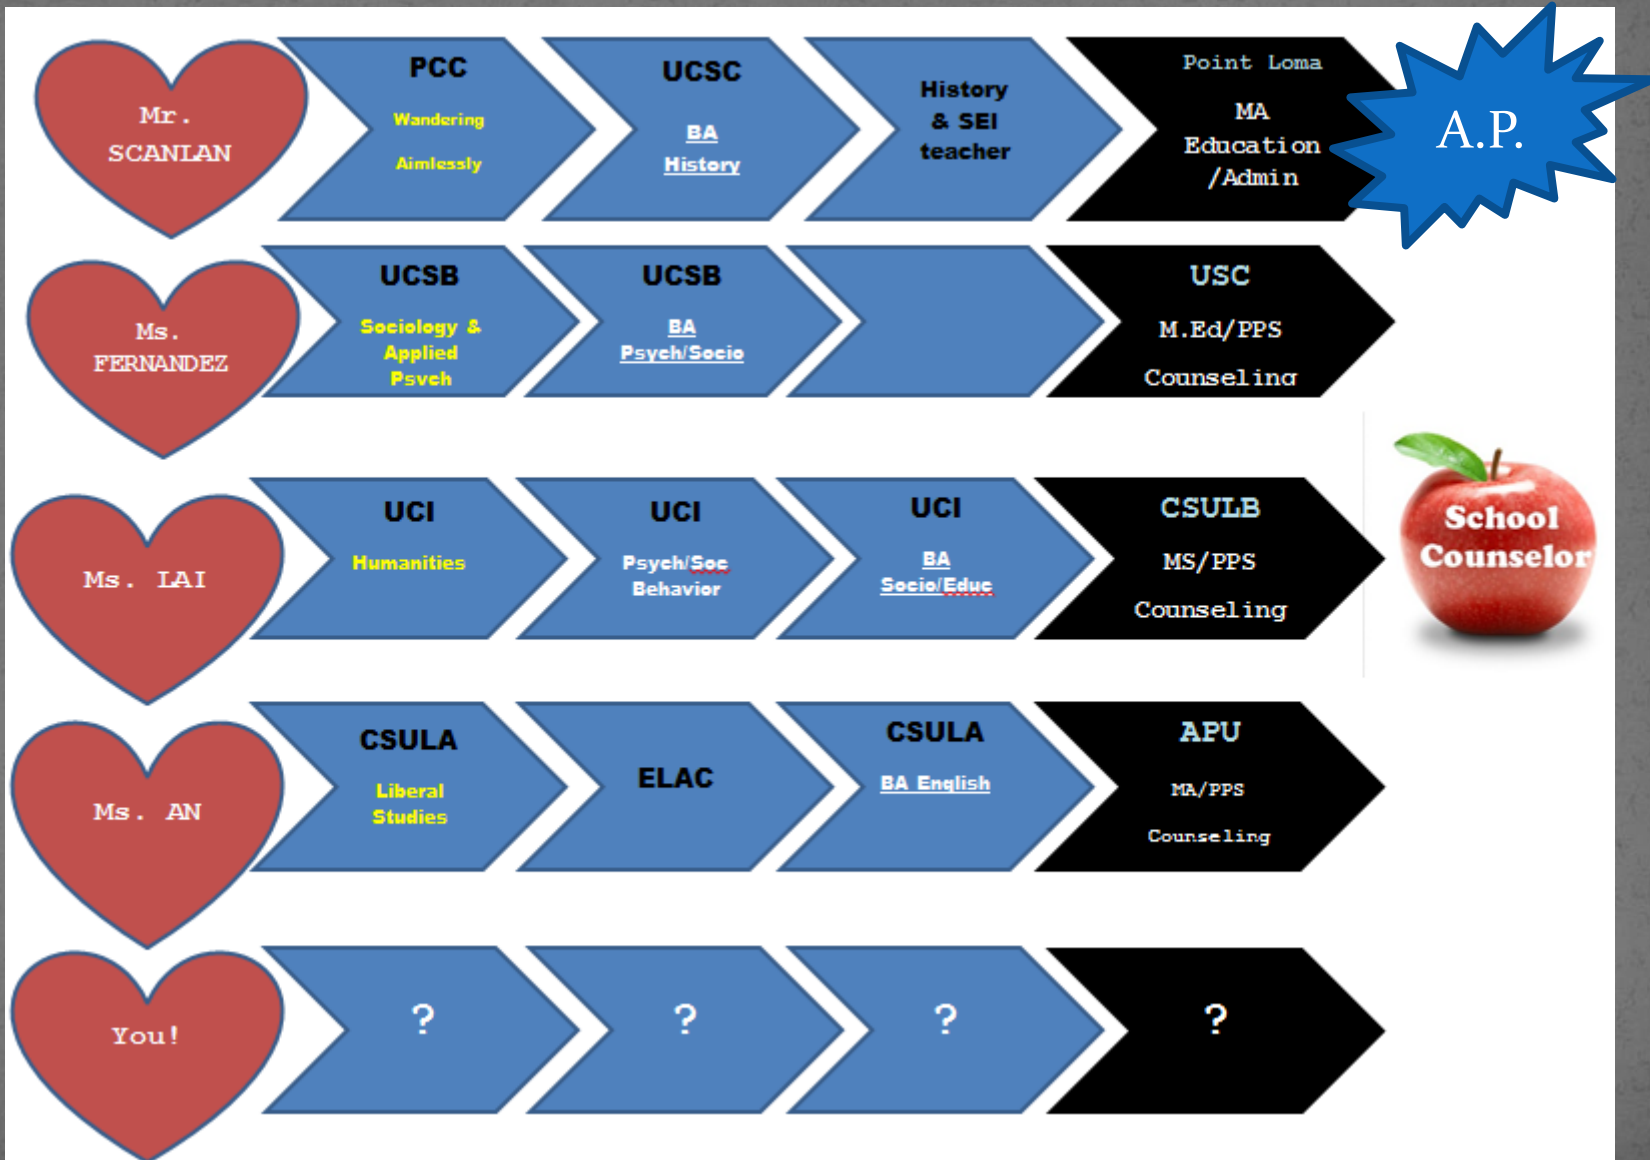 Mr.
SCANLAN
PCC
Wandering
Aimlessly
UCSC
BA
History
History
& SEI
teacher
Point Loma
MA
Education
/Admin
A.P.
Ms.
FERNANDEZ
UCSB
Sociology &
Applied
Psych
UCSB
BA
Psych/Socio
USC
M.Ed/PPS
Counseling
Ms. LAI
UCI
Humanities
UCI
Psych/Soc
Behavior
UCI
BA
Socio/Educ
CSULB
MS/PPS
Counseling
School
Counselor
Ms. AN
CSULA
Liberal
Studies
ELAC
CSULA
BA English
APU
MA/PPS
Counseling
You!
?
?
?
?